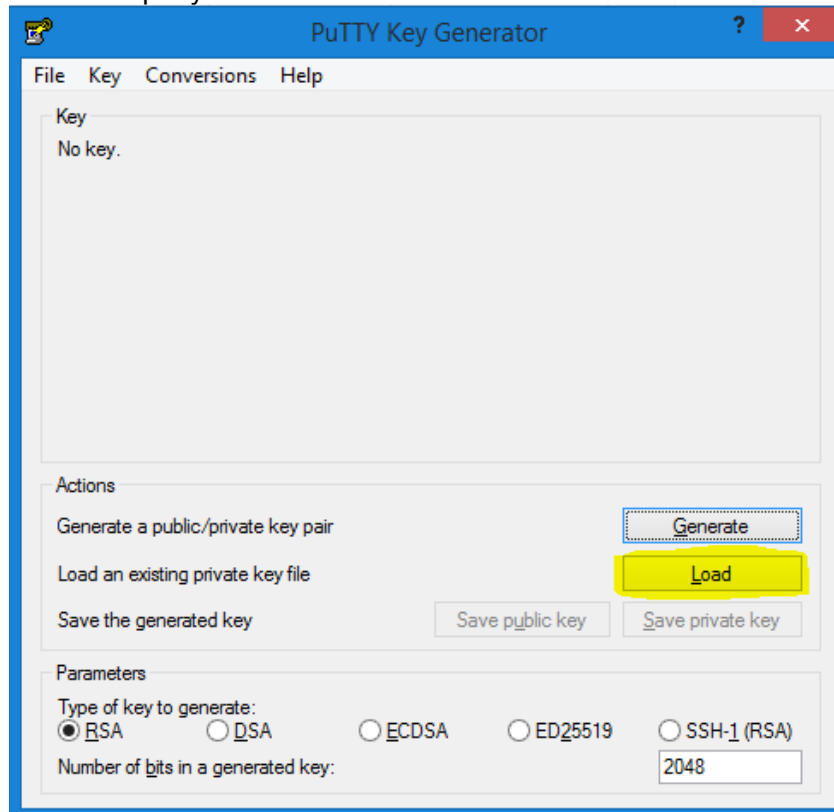 PuTTY Key Generator
?
File Key Conversions Help
Key
No key.
Actions
Generate a public/private key pair Generate
Load an existing private key file Load
Save the generated key Save public key Save private key
Parameters
Type of key to generate:
RSA DSA ECDSA ED25519 SSH-1 (RSA)
Number of bits in a generated key: 2048